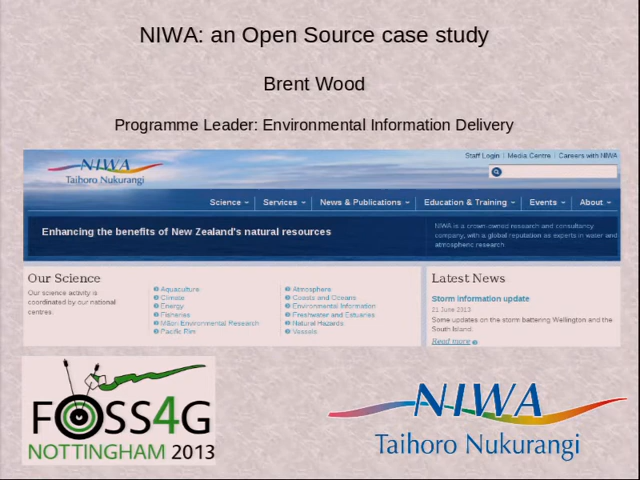 NIWA: an Open Source case study
Brent Wood
Programme Leader: Environmental Information Delivery
Staff Login | Media Centre | Careers with NIWA
NIWA
Taihoro Nukurangi
Science Services News & Publications Education & Training Events About
Enhancing the benefits of New Zealand's natural resources
NIWA is a crown-owned research and consultancy
company, with a global reputation as experts in water and
atmospheric research
Our Science
Our science activity is
coordinated by our national
centres.
Aquaculture
Climate
Energy
Fisheries
Māori Environmental Research
Pacific Rim
Atmosphere
Coasts and Oceans
Environmental Information
Freshwater and Estuaries
Natural Hazards
Vessels
Latest News
Storm information update
21 June 2013
Some updates on the storm battering Wellington and the
South Island.
Read more
FOSS4G
NOTTINGHAM 2013
NIWA
Taihoro Nukurangi